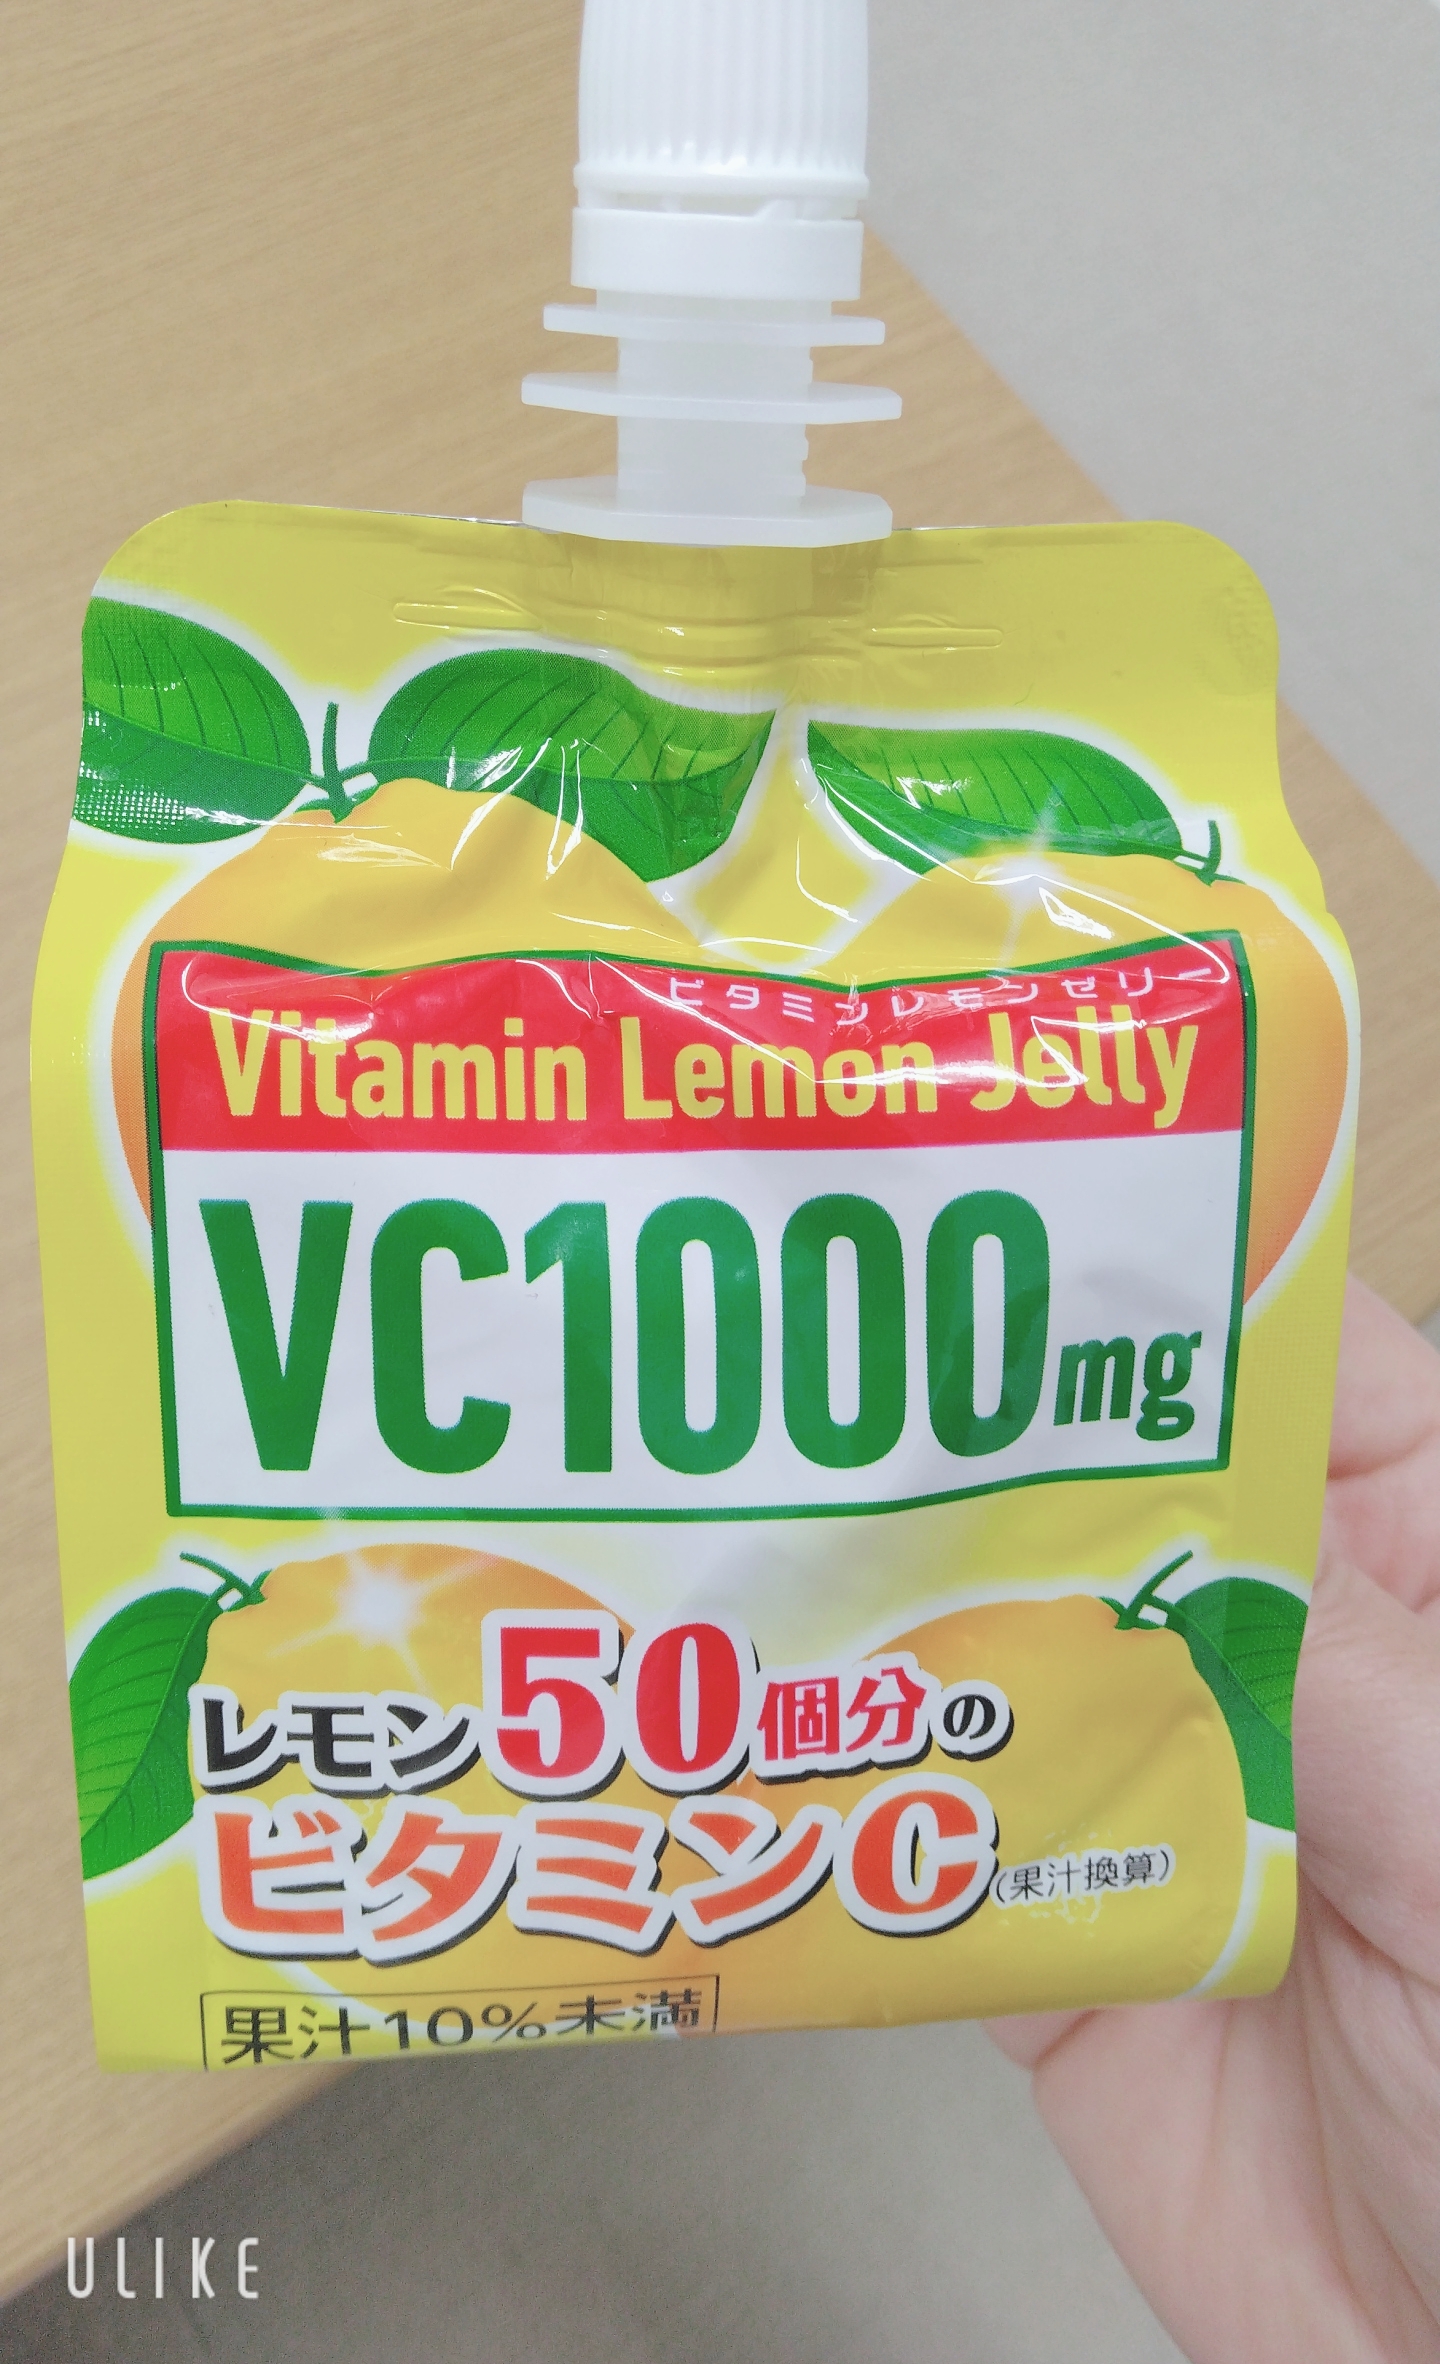 ビタミンレモンゼリー
Vitamin Lemon Jelly
VC1000mg
レモン50個分の
ビタミンC(果汁換算)
果汁10%未満
ULIKE